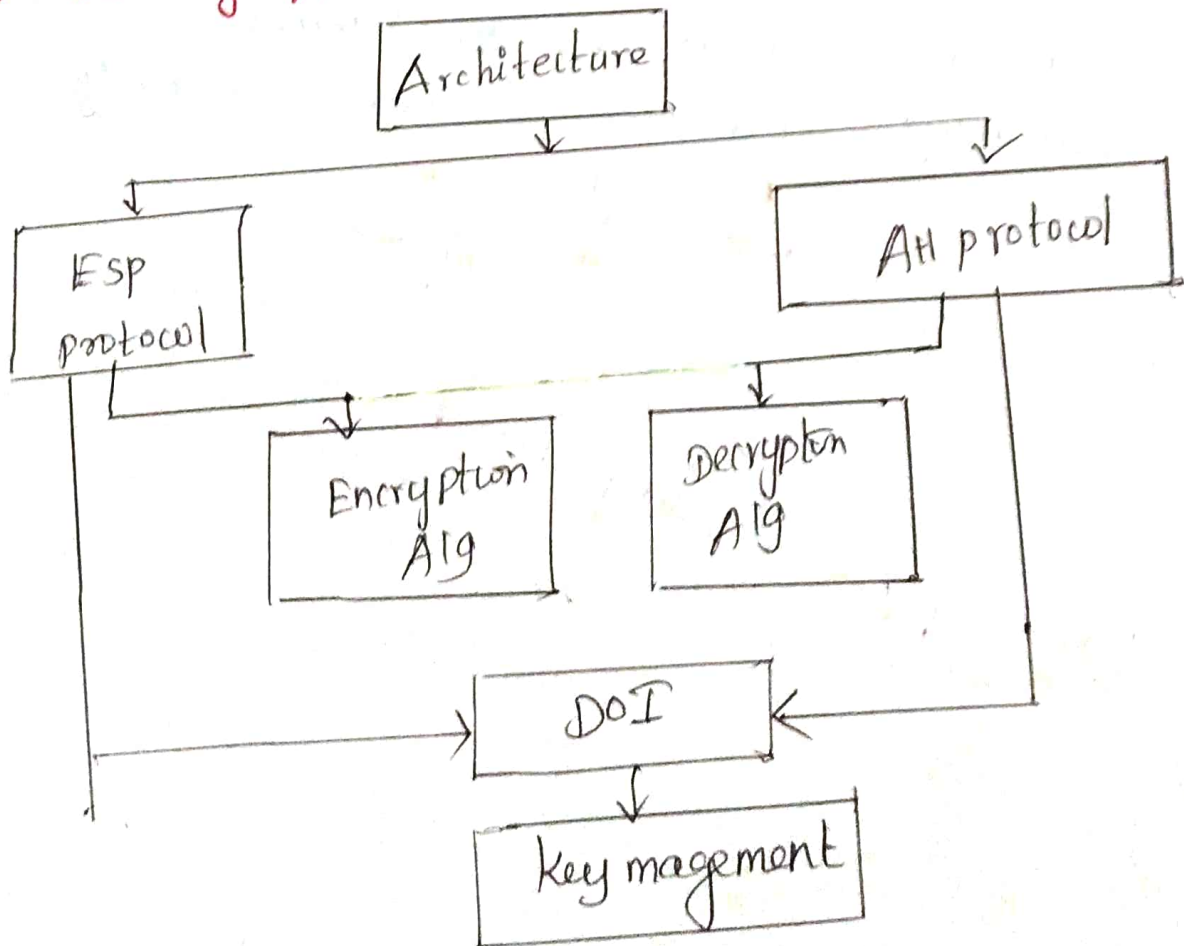 Architecture
Esp
protocol
AH protocol
Encryption
Alg
Decrypton
Alg
DOI
Key magement